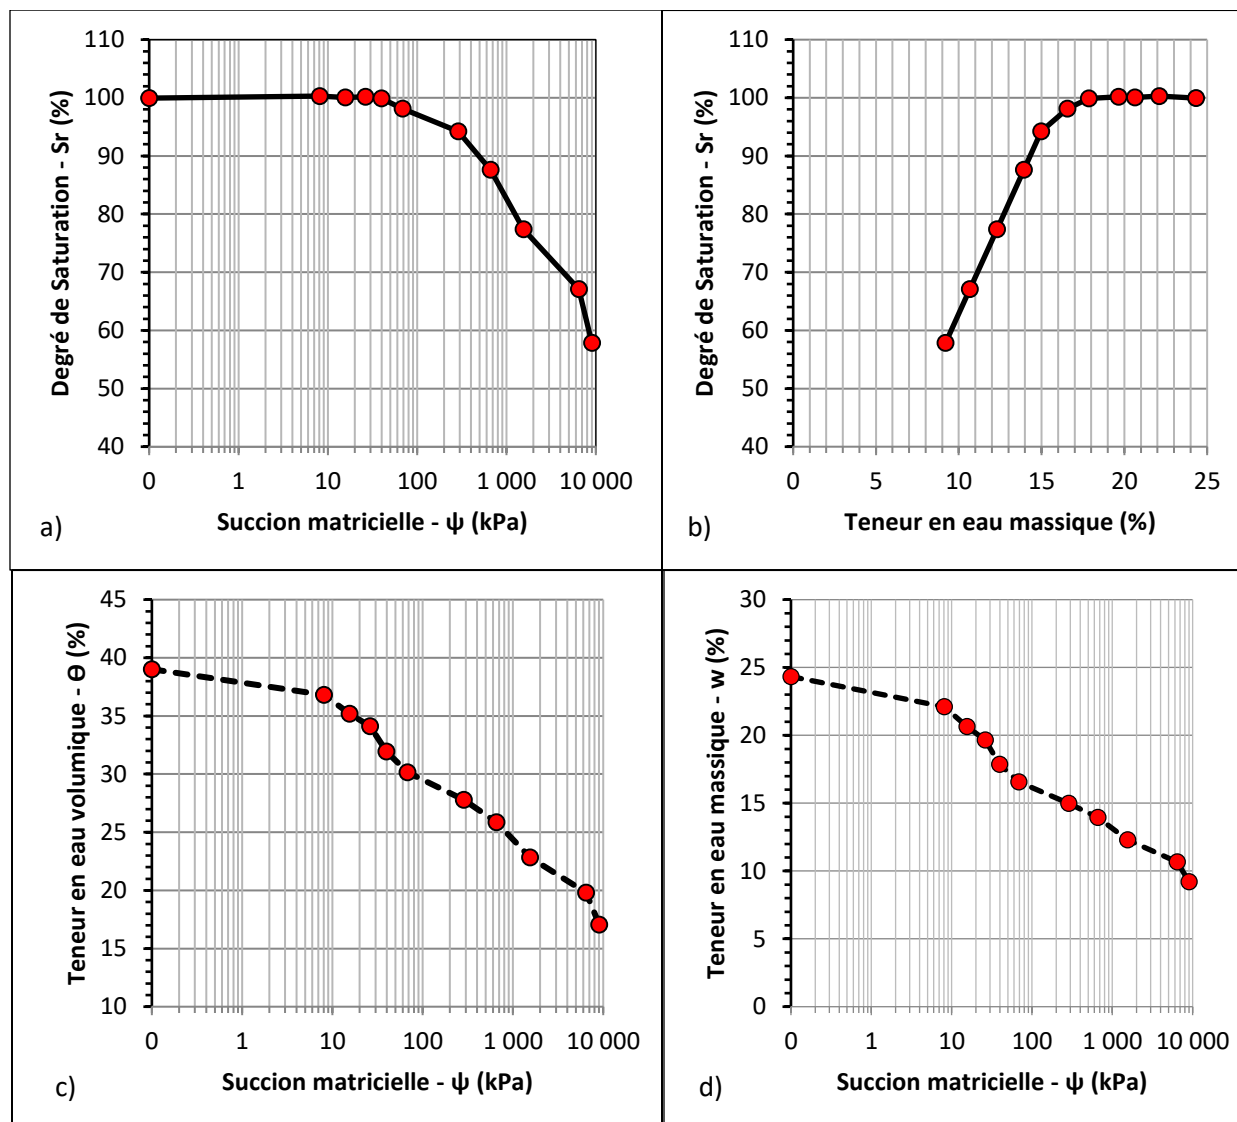 110
100
90
80
70
60
50
40
Degré de Saturation - Sr (%)
0 1 10 100 1 000 10 000
Succion matricielle - ψ (kPa)
a)
110
100
90
80
70
60
50
40
Degré de Saturation - Sr (%)
0 5 10 15 20 25
Teneur en eau massique (%)
b)
45
40
35
30
25
20
15
10
Teneur en eau volumique - Ө (%)
0 1 10 100 1 000 10 000
Succion matricielle - ψ (kPa)
c)
30
25
20
15
10
5
0
Teneur en eau massique - w (%)
0 1 10 100 1 000 10 000
Succion matricielle - ψ (kPa)
d)